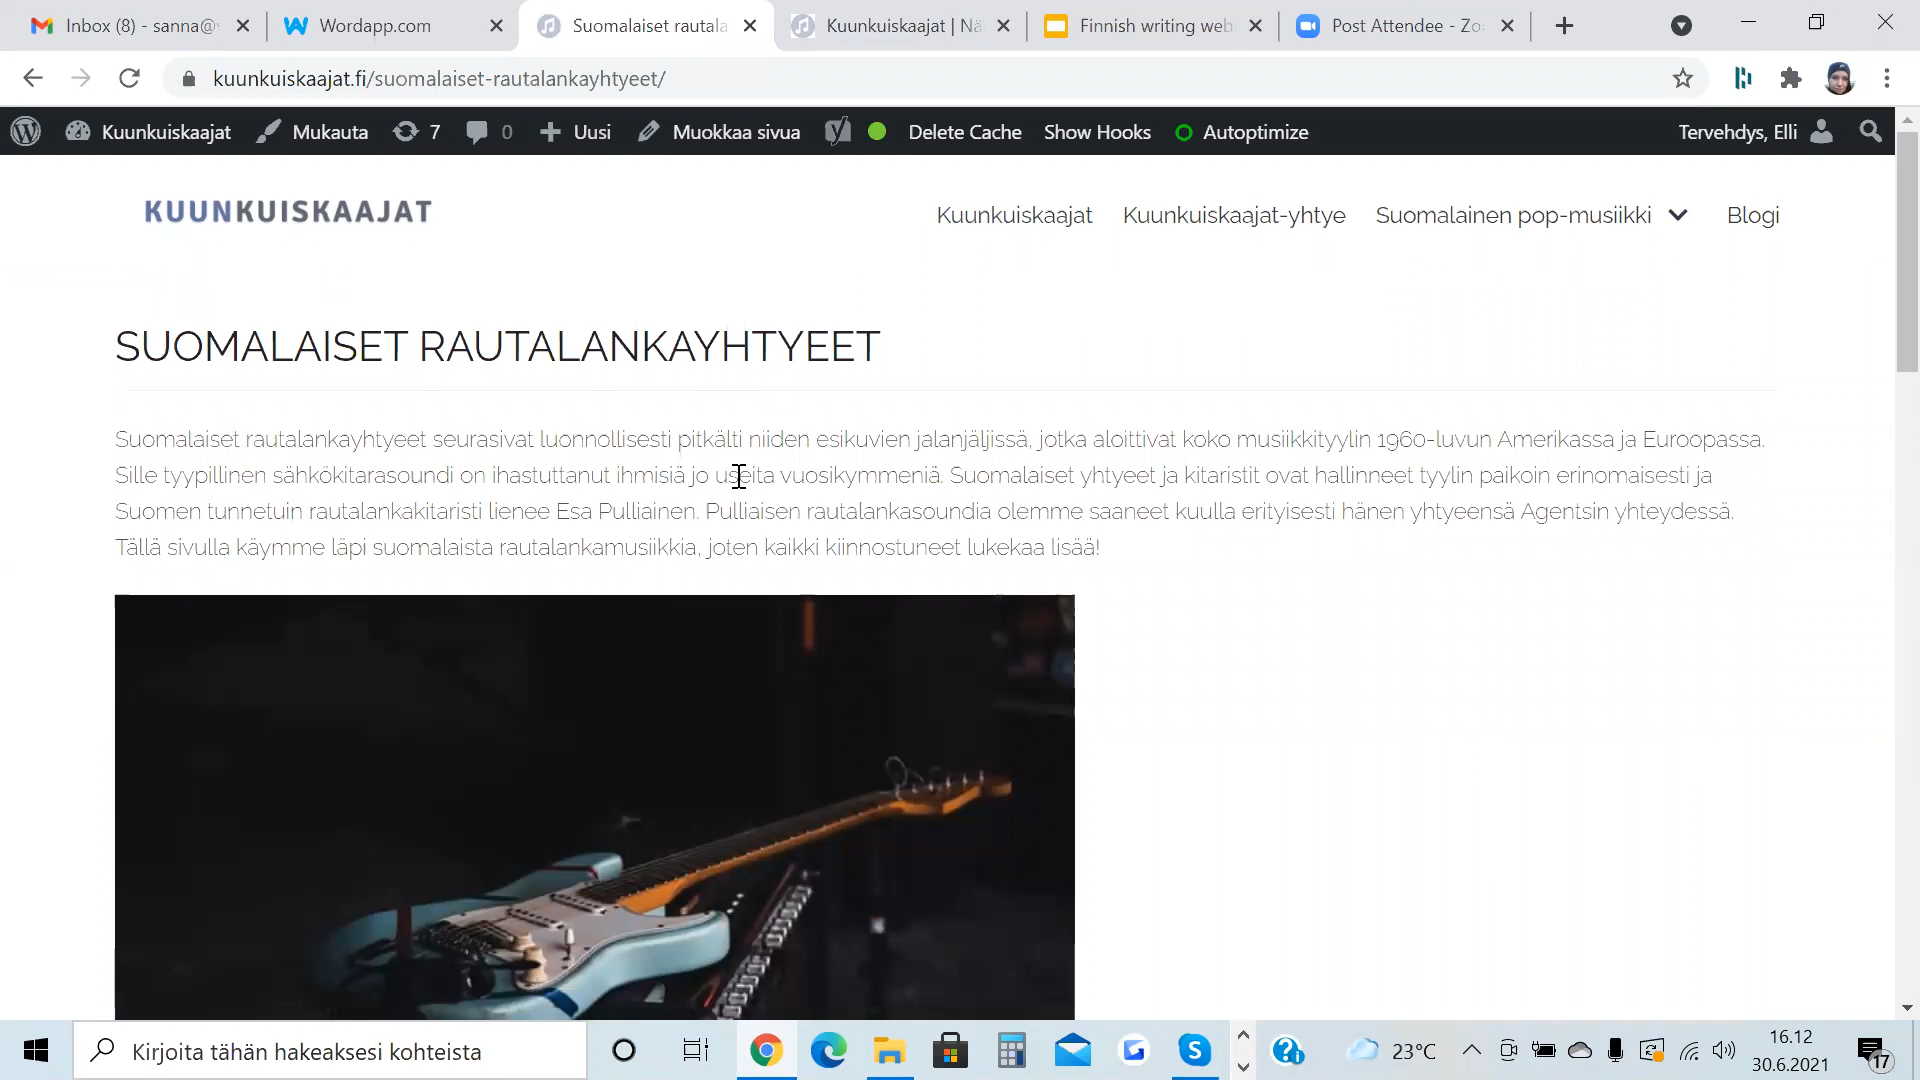 Inbox (8) - sanna@
Wordapp.com
Suomalaiset rautala
Kuunkuiskaajat | Nä
Finnish writing web
Post Attendee - Zo
kuunkuiskaajat.fi/suomalaiset-rautalankayhtyeet/
Kuunkuiskaajat
Mukauta
7
0
Uusi
Muokkaa sivua
Delete Cache
Show Hooks
Autoptimize
Tervehdys, Elli
KUUNKUISKAAJAT
Kuunkuiskaajat
Kuunkuiskaajat-yhtye
Suomalainen pop-musiikki
Blogi
SUOMALAISET RAUTALANKAYHTYEET
Suomalaiset rautalankayhtyeet seurasivat luonnollisesti pitkälti niiden esikuvien jalanjäljissä, jotka aloittivat koko musiikkityylin 1960-luvun Amerikassa ja Euroopassa.
Sille tyypillinen sähkökitarasoundi on ihastuttanut ihmisiä jo useita vuosikymmeniä. Suomalaiset yhtyeet ja kitaristit ovat hallinneet tyylin paikoin erinomaisesti ja
Suomen tunnetuin rautalankakitaristi lienee Esa Pulliainen. Pulliaisen rautalankasoundia olemme saaneet kuulla erityisesti hänen yhtyeensä Agentsin yhteydessä.
Tällä sivulla käymme läpi suomalaista rautalankamusiikkia, joten kaikki kiinnostuneet lukekaa lisää!
Kirjoita tähän hakeaksesi kohteista
23°C
16.12
30.6.2021
17